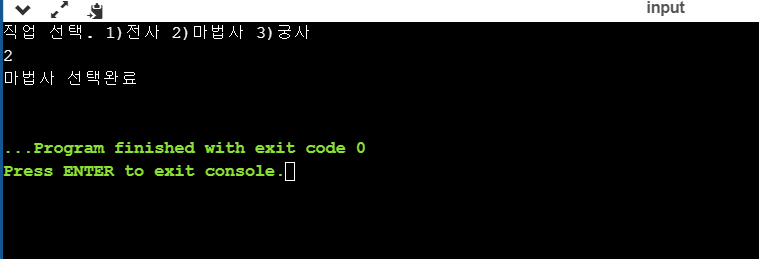 input
직업 선택. 1)전사 2)마법사 3)궁사
2
마법사 선택완료
...Program finished with exit code 0
Press ENTER to exit console.